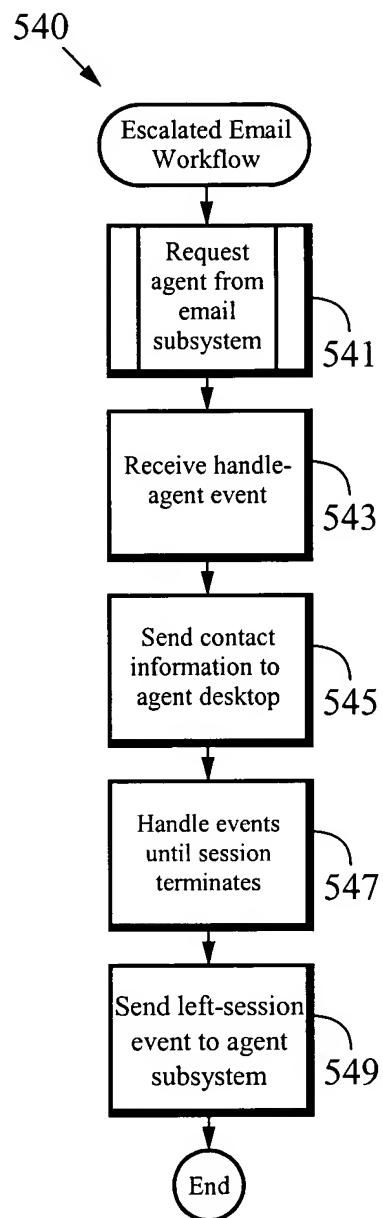 540
Escalated Email
Workflow
Request
agent from
email
subsystem
541
Receive handle-
agent event
543
Send contact
information to
agent desktop
545
Handle events
until session
terminates
547
Send left-session
event to agent
subsystem
549
End